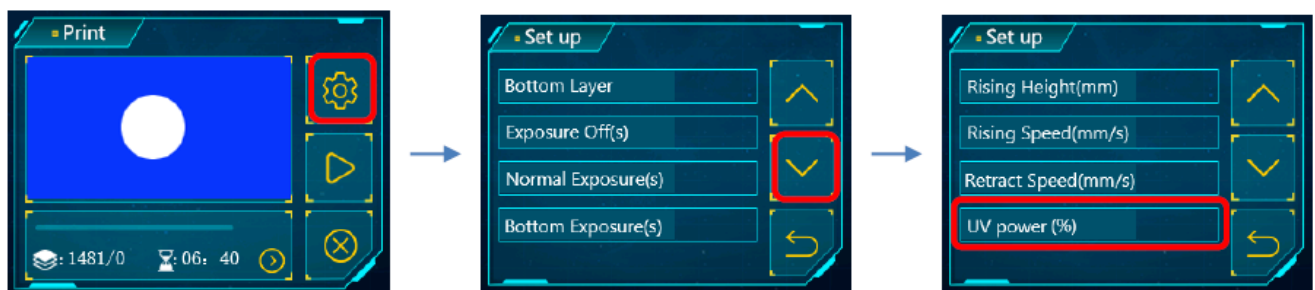 Print
: 1481/0 : 06: 40
Set up
Bottom Layer
Exposure Off(s)
Normal Exposure(s)
Bottom Exposure(s)
Set up
Rising Height(mm)
Rising Speed(mm/s)
Retract Speed(mm/s)
UV power (%)